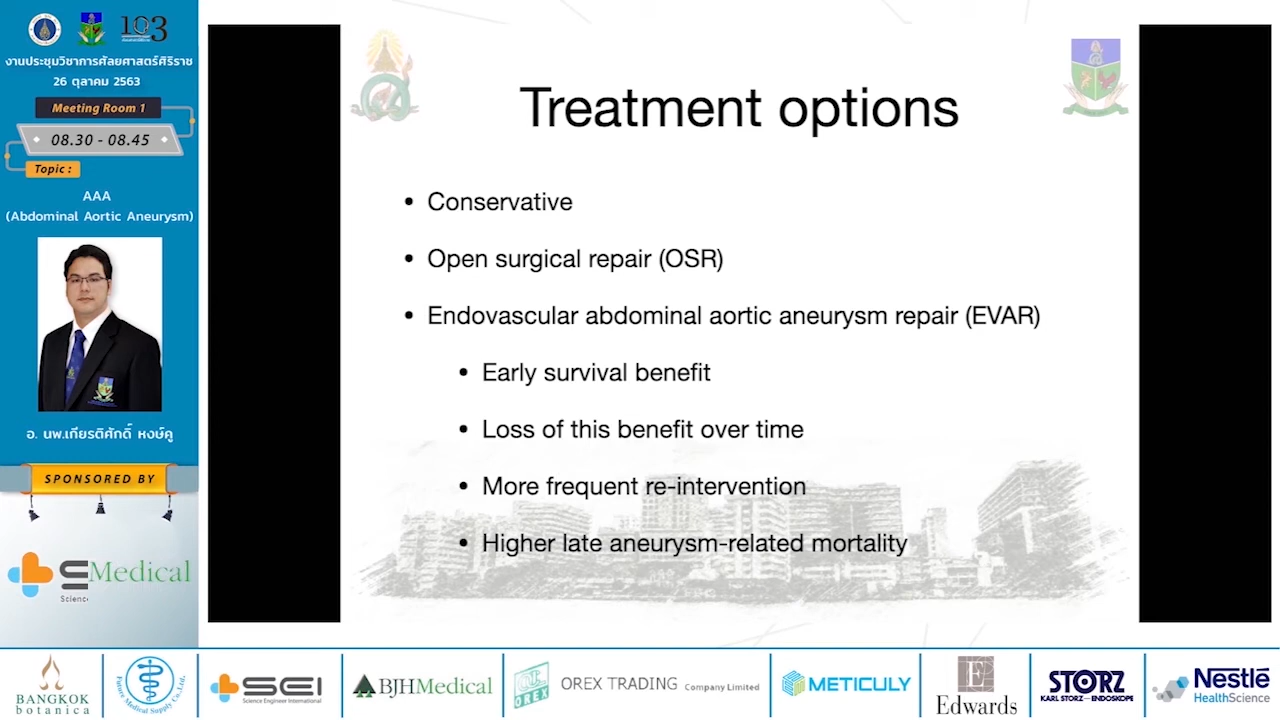 103
งานประชุมวิชาการศัลยศาสตร์ศิริราช
26 ตุลาคม 2563
Meeting Room 1
08.30 - 08.45
Topic :
AAA
(Abdominal Aortic Aneurysm)
อ. นพ.เกียรติศักดิ์ หงษ์คู
SPONSORED BY
Medical
Science
Treatment options
• Conservative
• Open surgical repair (OSR)
• Endovascular abdominal aortic aneurysm repair (EVAR)
• Early survival benefit
• Loss of this benefit over time
• More frequent re-intervention
• Higher late aneurysm-related mortality
BANGKOK
botanica
Future Medical Supply Co.,Ltd.
SEI
Science Engineer International
BJHMedical
OREX
OREX TRADING Company Limited
METICULY
E
Edwards
STORZ
KARL STORZ—ENDOSKOPE
Nestlé
HealthScience